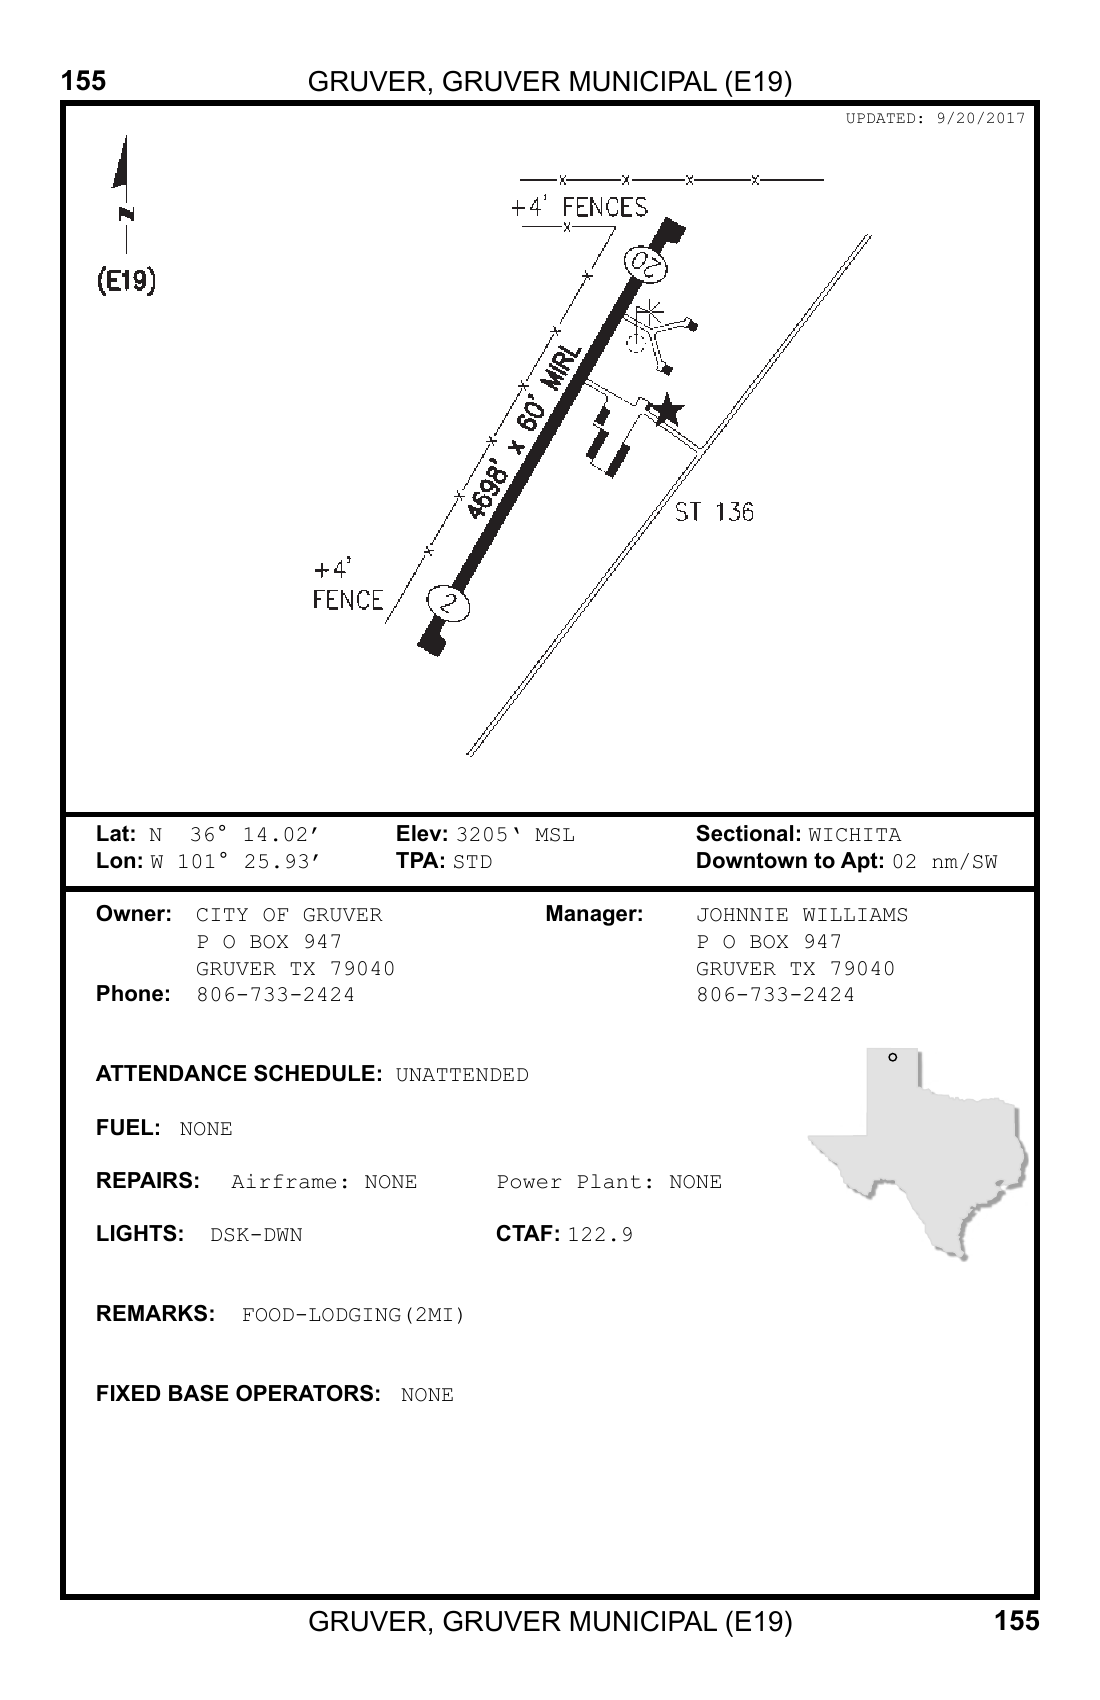 155 GRUVER, GRUVER MUNICIPAL (E19)
UPDATED: 9/20/2017
N
(E19)
+4' FENCES
20
4698' x 60' MIRL
ST 136
+4'
FENCE
2
Lat: N 36° 14.02′ Elev: 3205‛ MSL Sectional: WICHITA
Lon: W 101° 25.93′ TPA: STD Downtown to Apt: 02 nm/SW
Owner: CITY OF GRUVER Manager: JOHNNIE WILLIAMS
P O BOX 947 P O BOX 947
GRUVER TX 79040 GRUVER TX 79040
Phone: 806-733-2424 806-733-2424
ATTENDANCE SCHEDULE: UNATTENDED
FUEL: NONE
REPAIRS: Airframe: NONE Power Plant: NONE
LIGHTS: DSK-DWN CTAF: 122.9
REMARKS: FOOD-LODGING(2MI)
FIXED BASE OPERATORS: NONE
GRUVER, GRUVER MUNICIPAL (E19) 155